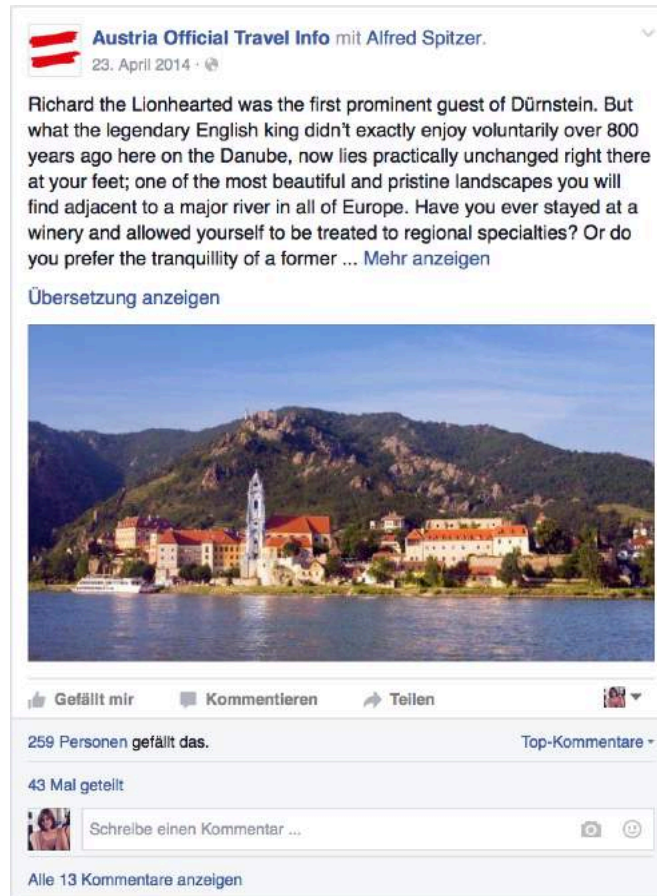 Austria Official Travel Info mit Alfred Spitzer.
23. April 2014 ·
Richard the Lionhearted was the first prominent guest of Dürnstein. But
what the legendary English king didn't exactly enjoy voluntarily over 800
years ago here on the Danube, now lies practically unchanged right there
at your feet; one of the most beautiful and pristine landscapes you will
find adjacent to a major river in all of Europe. Have you ever stayed at a
winery and allowed yourself to be treated to regional specialties? Or do
you prefer the tranquillity of a former ... Mehr anzeigen
Übersetzung anzeigen
Gefällt mir Kommentieren Teilen
259 Personen gefällt das. Top-Kommentare
43 Mal geteilt
Schreibe einen Kommentar ...
Alle 13 Kommentare anzeigen